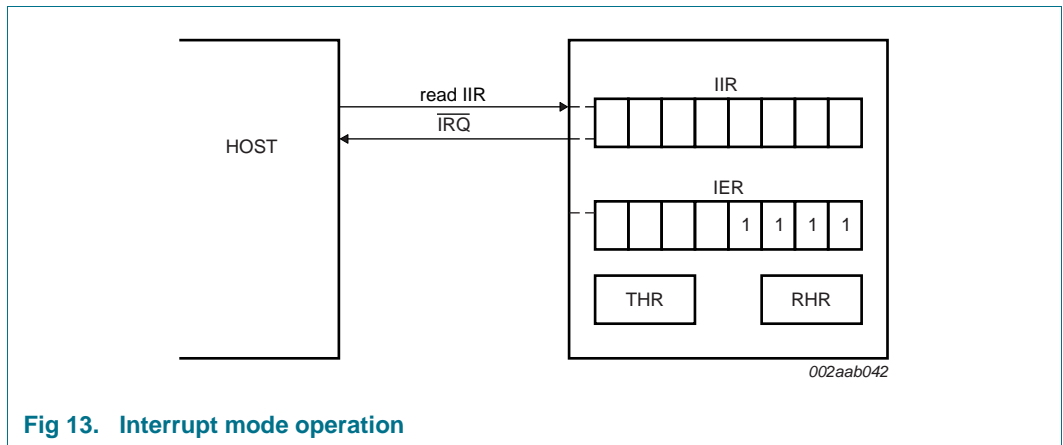 read IIR
IRQ
HOST
IIR
IER
1 1 1 1
THR RHR
002aab042
Fig 13. Interrupt mode operation